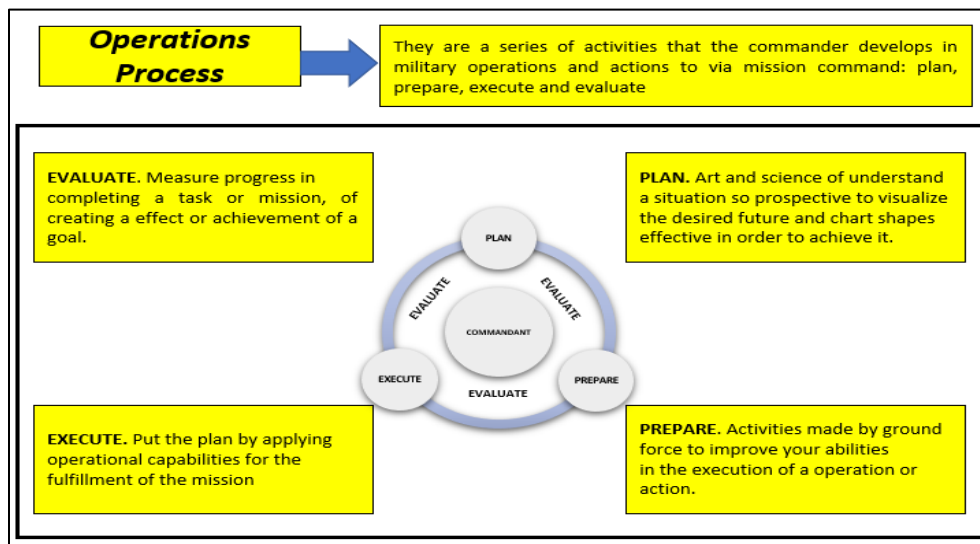 Operations
Process
They are a series of activities that the commander develops in
military operations and actions to via mission command: plan,
prepare, execute and evaluate
EVALUATE. Measure progress in
completing a task or mission, of
creating a effect or achievement of a
goal.
PLAN. Art and science of understand
a situation so prospective to visualize
the desired future and chart shapes
effective in order to achieve it.
PLAN
EVALUATE
EVALUATE
COMMANDANT
EXECUTE
PREPARE
EVALUATE
EXECUTE. Put the plan by applying
operational capabilities for the
fulfillment of the mission
PREPARE. Activities made by ground
force to improve your abilities
in the execution of a operation or
action.